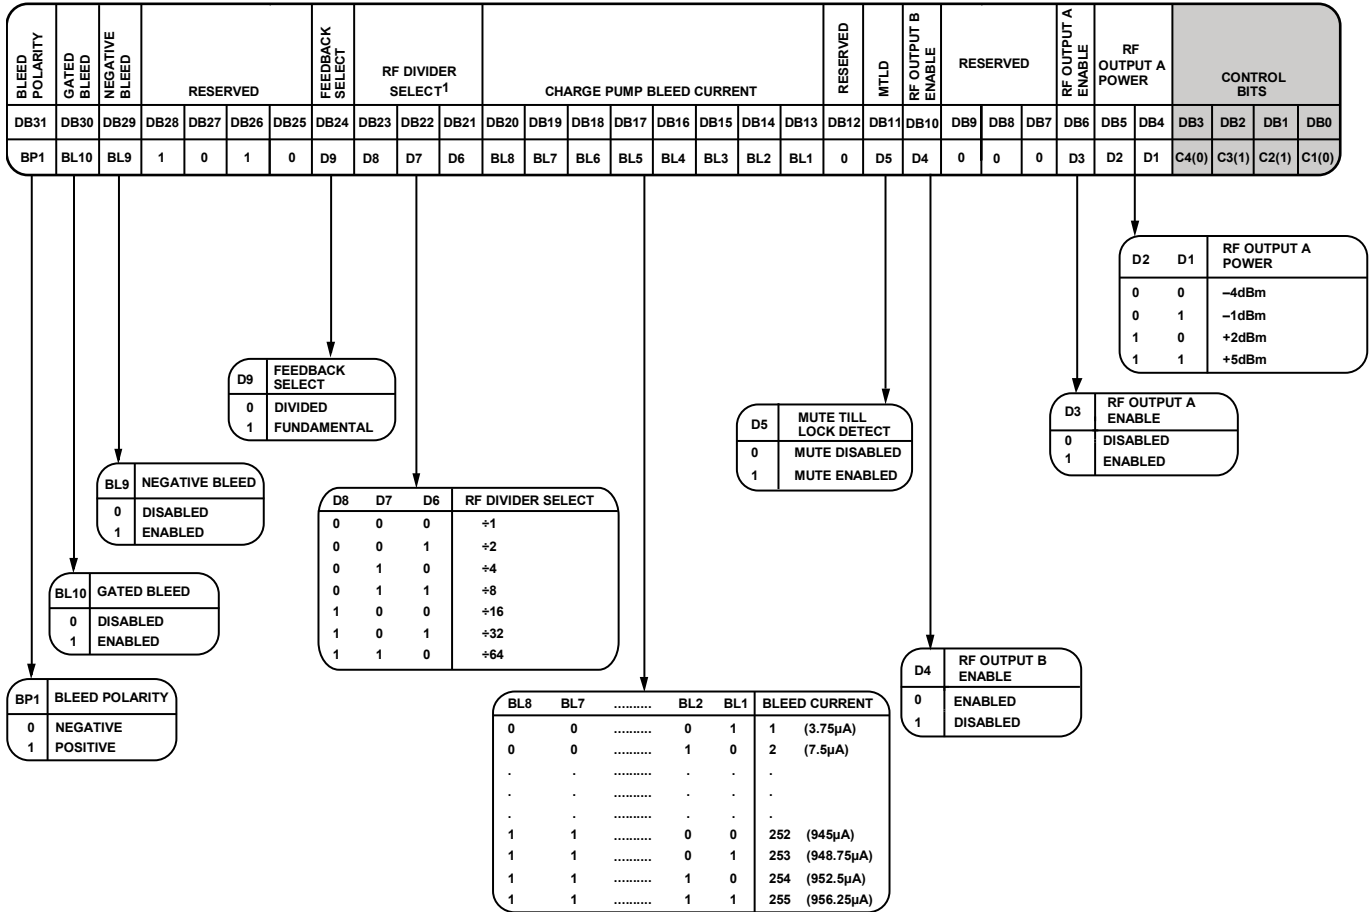 BLEED POLARITY
GATED BLEED
NEGATIVE BLEED
RESERVED
FEEDBACK SELECT
RF DIVIDER SELECT1
CHARGE PUMP BLEED CURRENT
RESERVED
MTLD
RF OUTPUT B ENABLE
RESERVED
RF OUTPUT A ENABLE
RF OUTPUT A POWER
CONTROL BITS
DB31 DB30 DB29 DB28 DB27 DB26 DB25 DB24 DB23 DB22 DB21 DB20 DB19 DB18 DB17 DB16 DB15 DB14 DB13 DB12 DB11 DB10 DB9 DB8 DB7 DB6 DB5 DB4 DB3 DB2 DB1 DB0
BP1 BL10 BL9 1 0 1 0 D9 D8 D7 D6 BL8 BL7 BL6 BL5 BL4 BL3 BL2 BL1 0 D5 D4 0 0 0 D3 D2 D1 C4(0) C3(1) C2(1) C1(0)
D2 D1 RF OUTPUT A
POWER
0 0 –4dBm
0 1 –1dBm
1 0 +2dBm
1 1 +5dBm
D9 FEEDBACK
SELECT
0 DIVIDED
1 FUNDAMENTAL
D3 RF OUTPUT A
ENABLE
0 DISABLED
1 ENABLED
D5 MUTE TILL
LOCK DETECT
0 MUTE DISABLED
1 MUTE ENABLED
BL9 NEGATIVE BLEED
0 DISABLED
1 ENABLED
D8 D7 D6 RF DIVIDER SELECT
0 0 0 ÷1
0 0 1 ÷2
0 1 0 ÷4
0 1 1 ÷8
1 0 0 ÷16
1 0 1 ÷32
1 1 0 ÷64
BL10 GATED BLEED
0 DISABLED
1 ENABLED
D4 RF OUTPUT B
ENABLE
0 ENABLED
1 DISABLED
BP1 BLEED POLARITY
0 NEGATIVE
1 POSITIVE
BL8 BL7 .......... BL2 BL1 BLEED CURRENT
0 0 .......... 0 1 1 (3.75µA)
0 0 .......... 1 0 2 (7.5µA)
. . .......... . . .
. . .......... . . .
. . .......... . . .
1 1 .......... 0 0 252 (945µA)
1 1 .......... 0 1 253 (948.75µA)
1 1 .......... 1 0 254 (952.5µA)
1 1 .......... 1 1 255 (956.25µA)